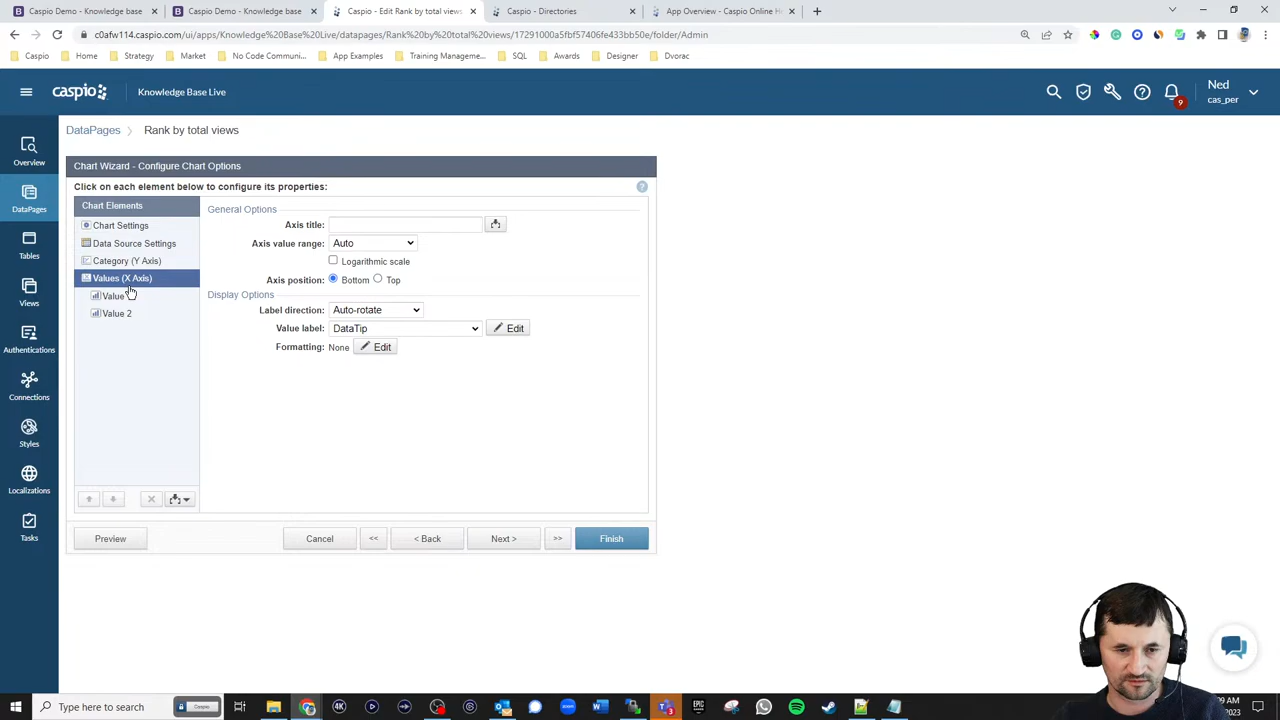 Caspio Demo - Knowledge base
Caspio Demo - Knowledge base
Caspio - Edit Rank by total views
Caspio - Directories
App Overview - Caspio Online H
c0afw114.caspio.com/ui/apps/Knowledge%20Base%20Live/datapages/Rank%20by%20total%20views/17291000a5fbf57406fe433bb50e/folder/Admin
Caspio
Home
Strategy
Market
No Code Communi...
App Examples
Training Manageme...
SQL
Awards
Designer
Dvorac
caspio
Knowledge Base Live
9
Ned
cas_per
Overview
DataPages
Tables
Views
Authentications
Connections
Styles
Localizations
Tasks
DataPages
Rank by total views
Chart Wizard - Configure Chart Options
Click on each element below to configure its properties:
Chart Elements
Chart Settings
Data Source Settings
Category (Y Axis)
Values (X Axis)
Value
Value 2
General Options
Axis title:
Axis value range: Auto
Logarithmic scale
Axis position: Bottom Top
Display Options
Label direction: Auto-rotate
Value label: DataTip Edit
Formatting: None Edit
Preview
Cancel
<<
< Back
Next >
>>
Finish
Type here to search
Caspio
4K
3
EPIC